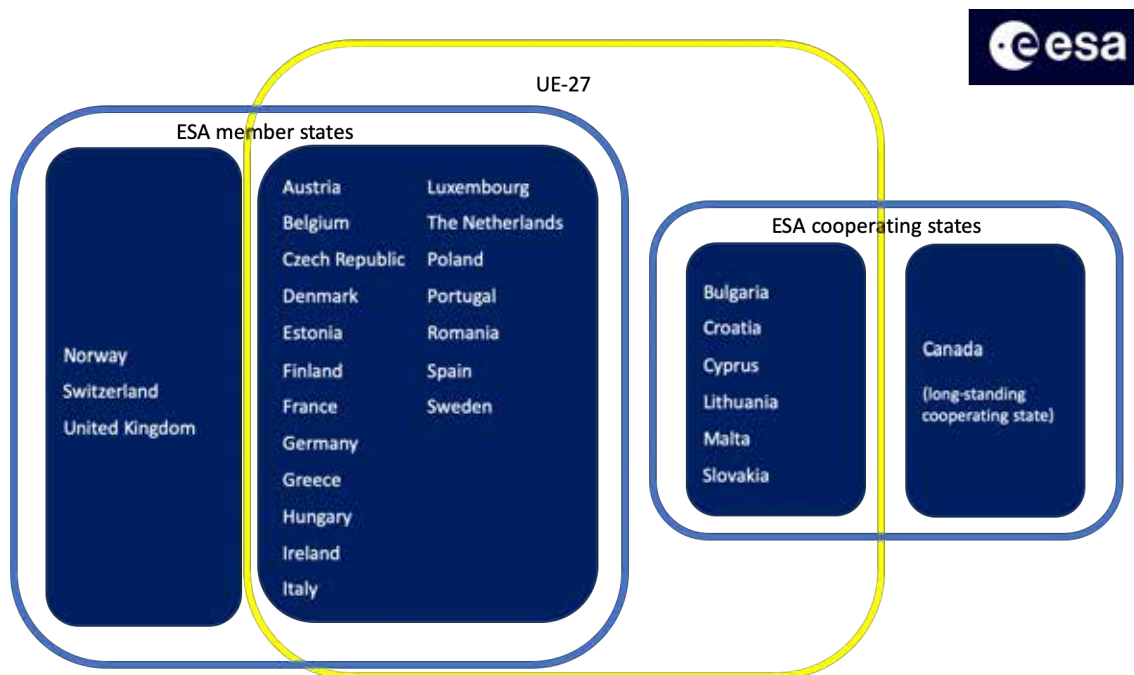 esa
UE-27
ESA member states
Norway
Switzerland
United Kingdom
Austria
Belgium
Czech Republic
Denmark
Estonia
Finland
France
Germany
Greece
Hungary
Ireland
Italy
Luxembourg
The Netherlands
Poland
Portugal
Romania
Spain
Sweden
ESA cooperating states
Bulgaria
Croatia
Cyprus
Lithuania
Malta
Slovakia
Canada
(long-standing
cooperating state)